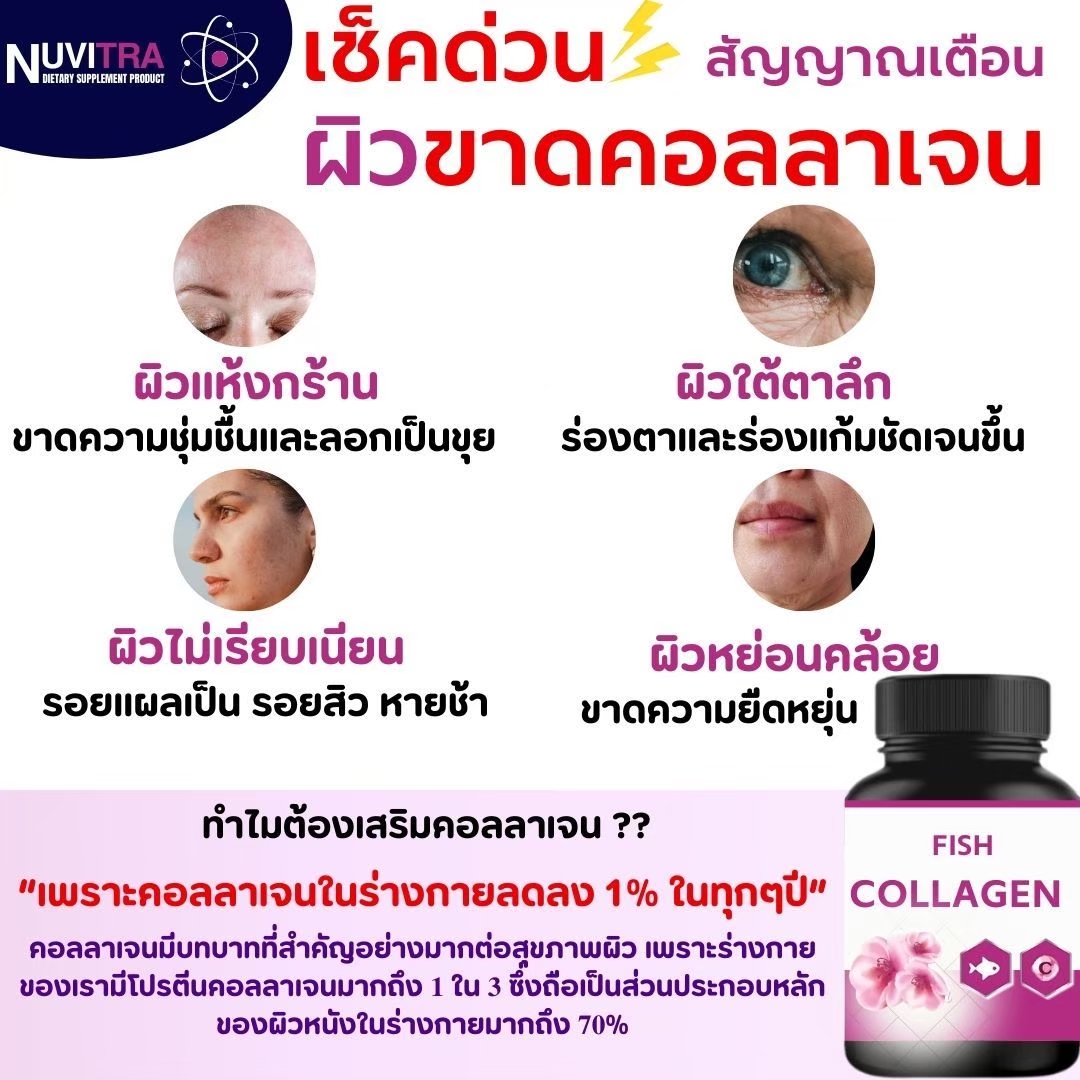 NUVITRA
DIETARY SUPPLEMENT PRODUCT
เช็คด่วน
สัญญาณเตือน
ผิวขาดคอลลาเจน
ผิวแห้งกร้าน
ขาดความชุ่มชื้นและลอกเป็นขุย
ผิวใต้ตาลึก
ร่องตาและร่องแก้มชัดเจนขึ้น
ผิวไม่เรียบเนียน
รอยแผลเป็น รอยสิว หายช้า
ผิวหย่อนคล้อย
ขาดความยืดหยุ่น
ทำไมต้องเสริมคอลลาเจน ??
"เพราะคอลลาเจนในร่างกายลดลง 1% ในทุกๆปี"
คอลลาเจนมีบทบาทที่สำคัญอย่างมากต่อสุขภาพผิว เพราะร่างกาย
ของเรามีโปรตีนคอลลาเจนมากถึง 1 ใน 3 ซึ่งถือเป็นส่วนประกอบหลัก
ของผิวหนังในร่างกายมากถึง 70%
FISH
COLLAGEN
C